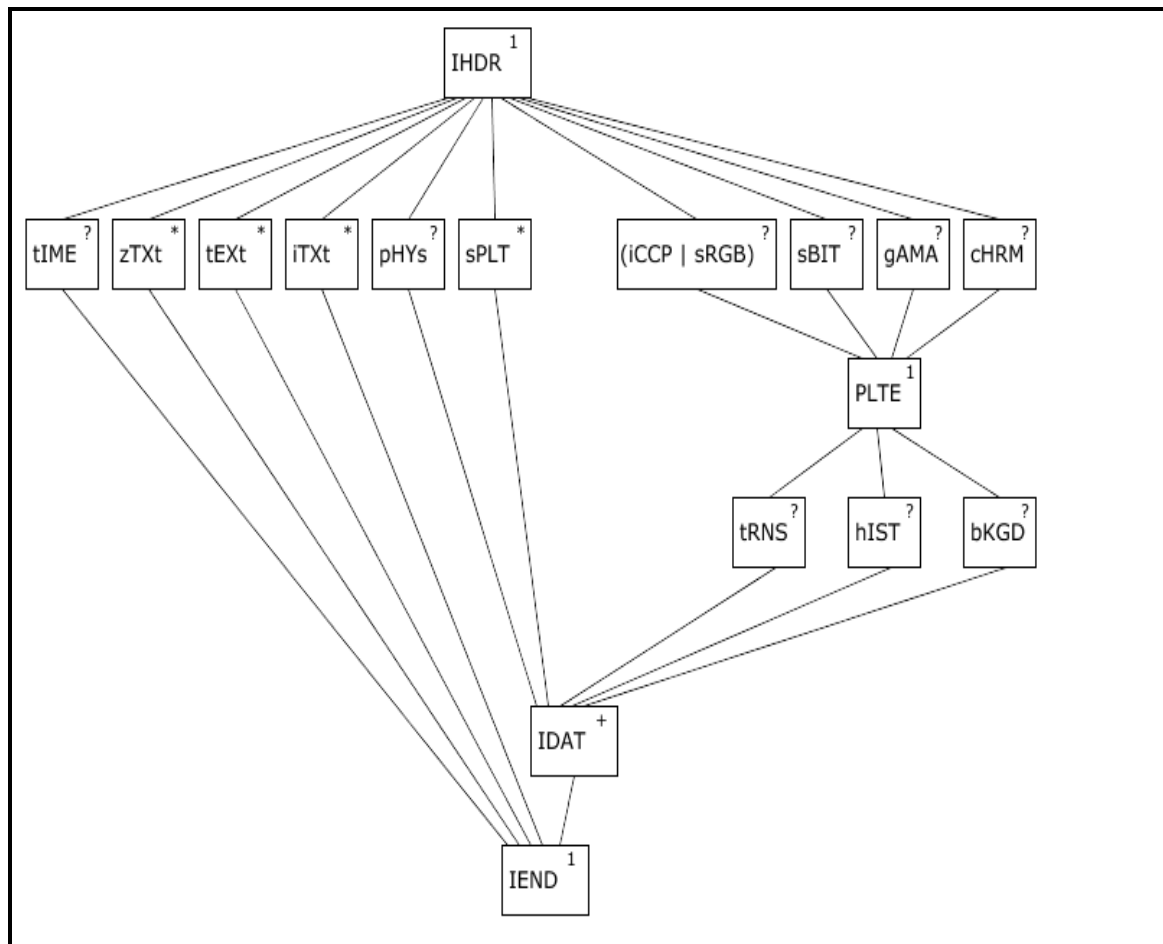 IHDR 1
tIME ? zTXt * tEXt * iTXt * pHYs ? sPLT * (iCCP | sRGB) ? sBIT ? gAMA ? cHRM ?
PLTE 1
tRNS ? hIST ? bKGD ?
IDAT +
IEND 1